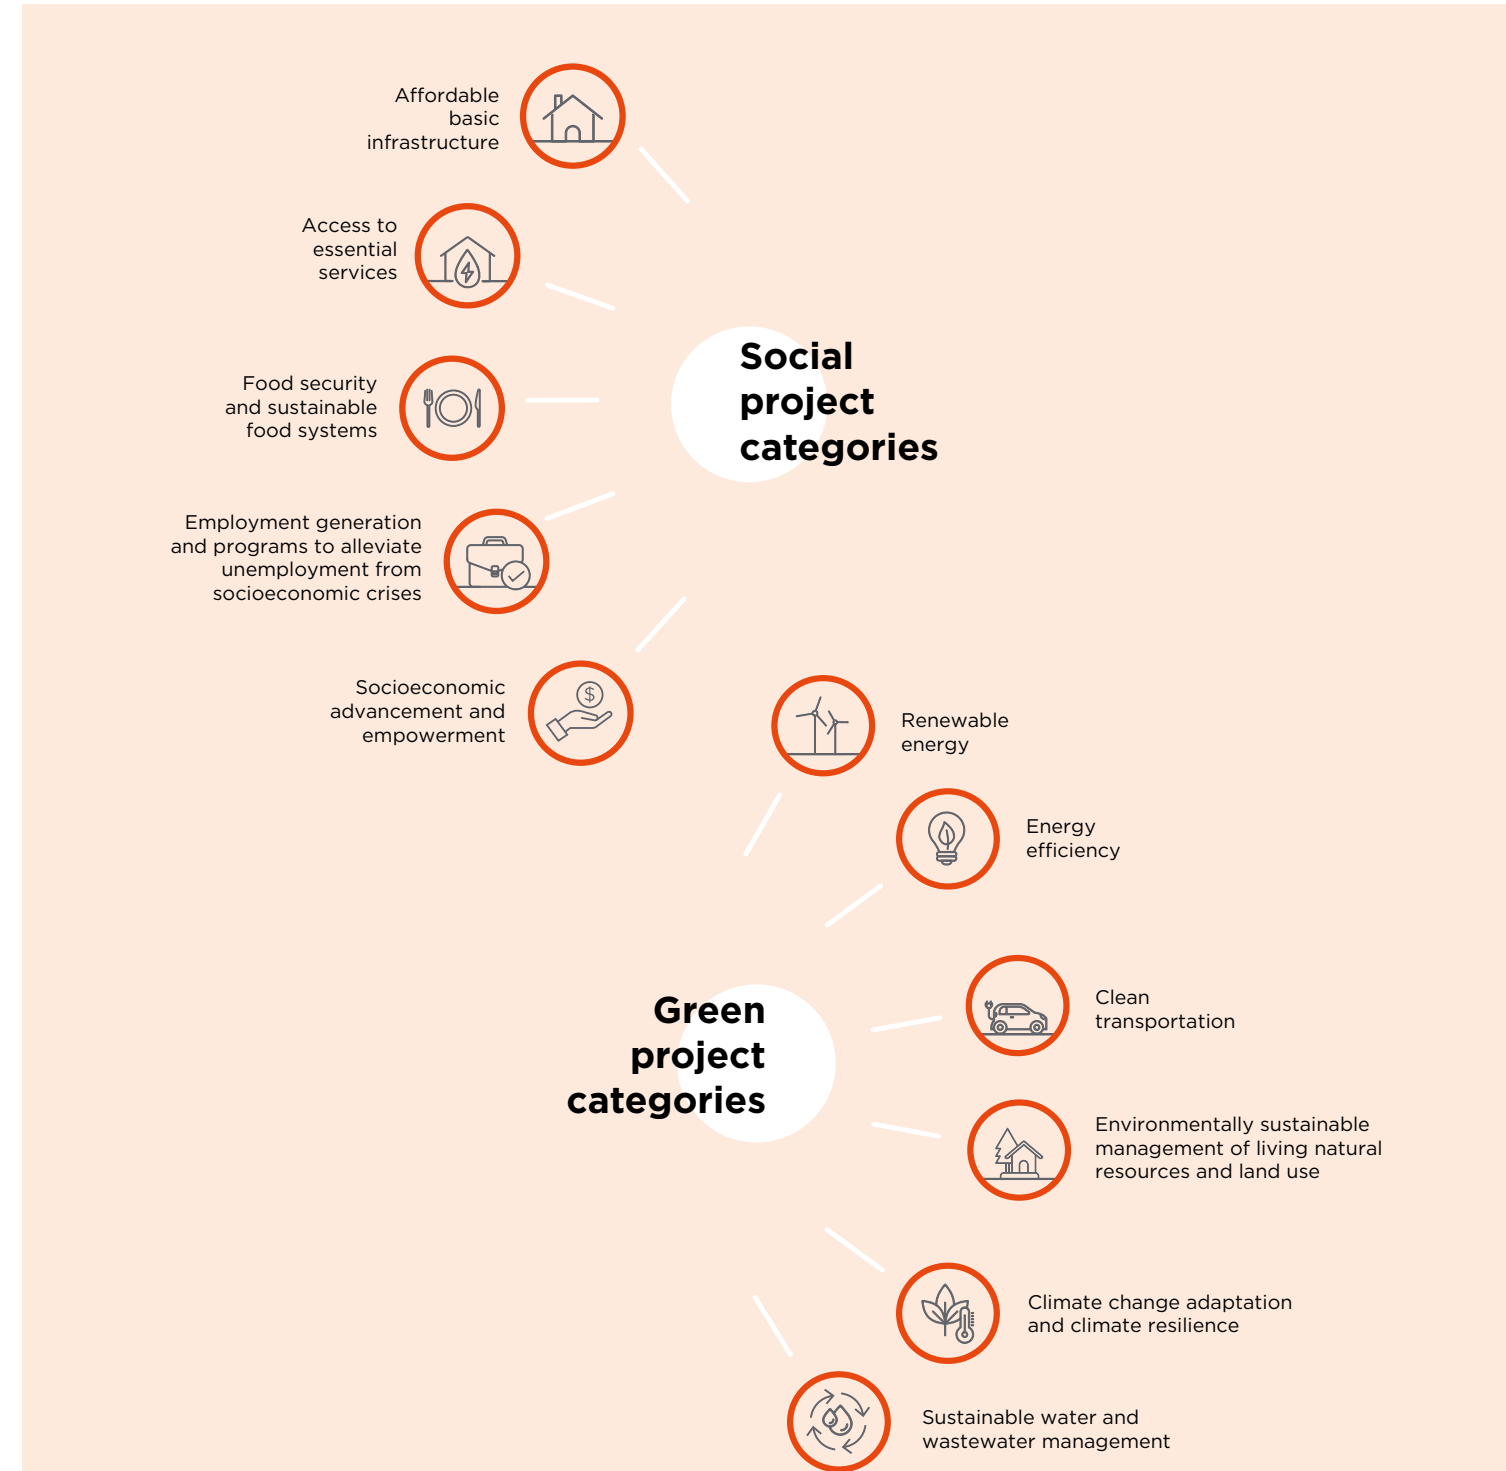 Affordable
basic
infrastructure
Access to
essential
services
Social
project
categories
Food security
and sustainable
food systems
Employment generation
and programs to alleviate
unemployment from
socioeconomic crises
Socioeconomic
advancement and
empowerment
$
Renewable
energy
Energy
efficiency
Green
project
categories
Clean
transportation
Environmentally sustainable
management of living natural
resources and land use
Climate change adaptation
and climate resilience
Sustainable water and
wastewater management